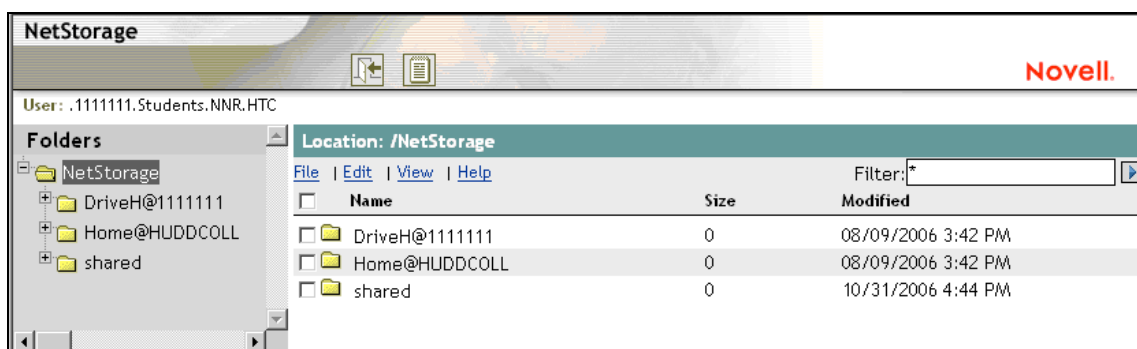 NetStorage
Novell.
User: .1111111.Students.NNR.HTC
Folders
NetStorage
DriveH@1111111
Home@HUDDCOLL
shared
Location: /NetStorage
File | Edit | View | Help Filter: *
Name Size Modified
DriveH@1111111 0 08/09/2006 3:42 PM
Home@HUDDCOLL 0 08/09/2006 3:42 PM
shared 0 10/31/2006 4:44 PM